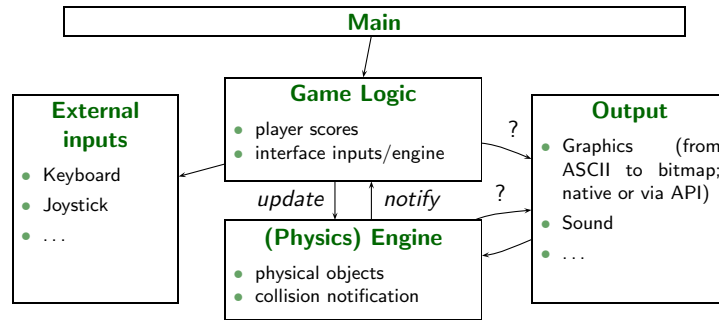 Main
External
inputs
• Keyboard
• Joystick
• ...
Game Logic
• player scores
• interface inputs/engine
update
notify
(Physics) Engine
• physical objects
• collision notification
?
?
Output
• Graphics (from
ASCII to bitmap;
native or via API)
• Sound
• ...